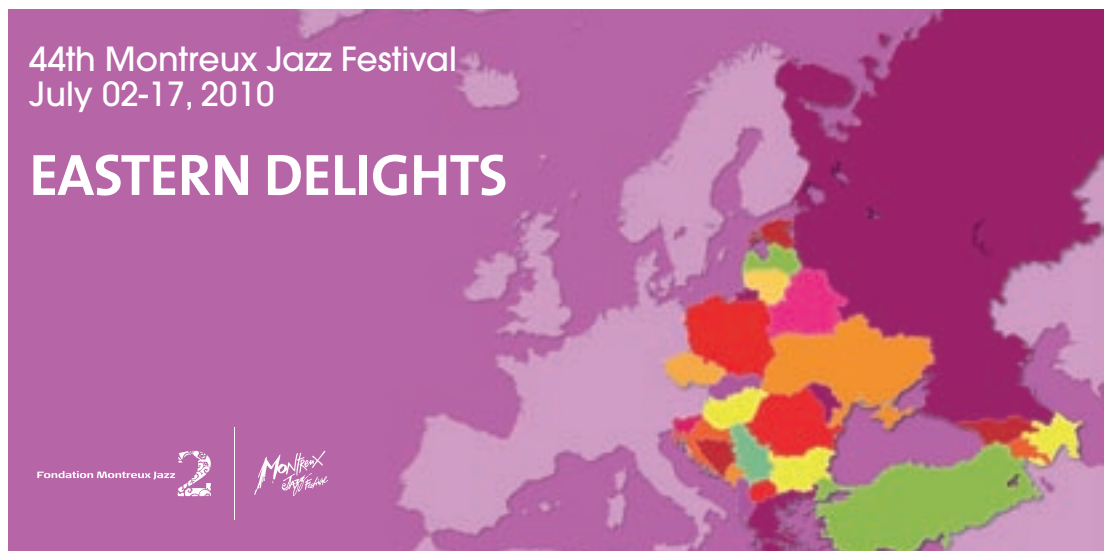 44th Montreux Jazz Festival
July 02-17, 2010
EASTERN DELIGHTS
Fondation Montreux Jazz 2
MONTREUX
Jazz Festival